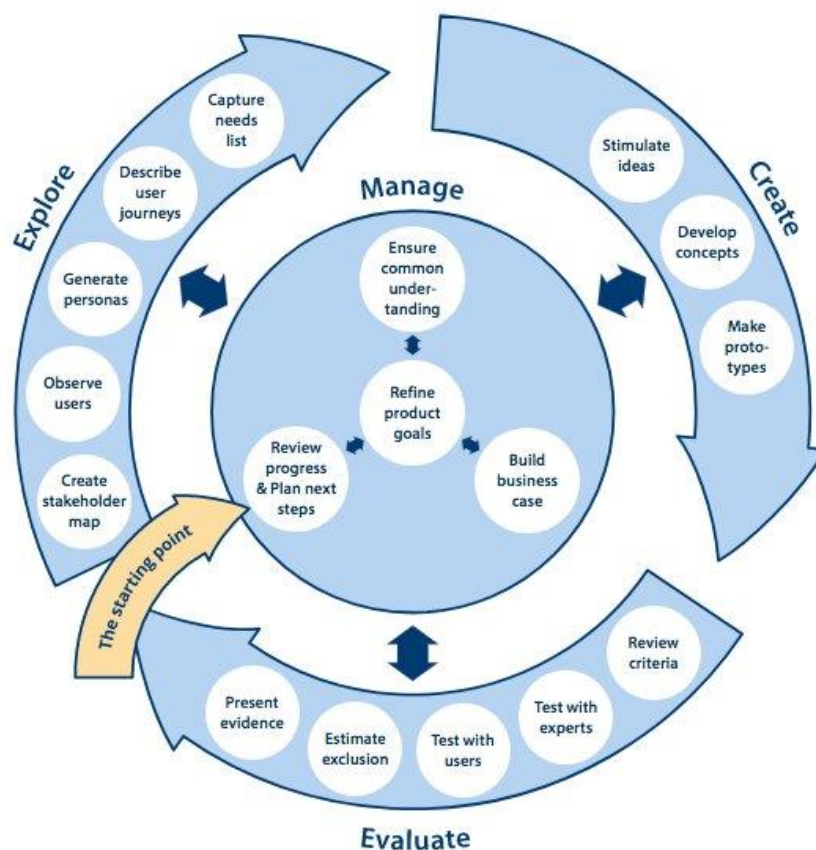 Explore
Create
stakeholder
map
Observe
users
Generate
personas
Describe
user
journeys
Capture
needs
list
Create
Stimulate
ideas
Develop
concepts
Make
proto-
types
Manage
Ensure
common
under-
tanding
Refine
product
goals
Review
progress
& Plan next
steps
Build
business
case
The starting point
Review
criteria
Test with
experts
Test with
users
Estimate
exclusion
Present
evidence
Evaluate